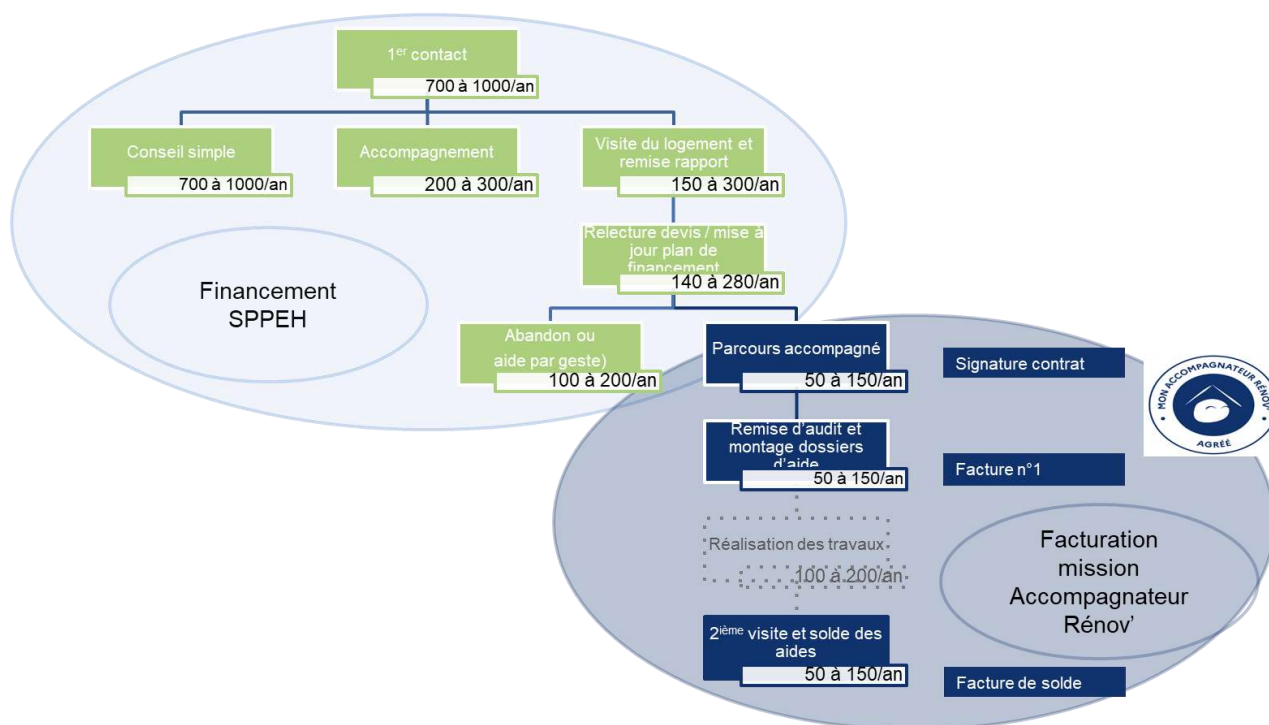 1er contact
700 à 1000/an
Conseil simple
700 à 1000/an
Accompagnement
200 à 300/an
Visite du logement et
remise rapport
150 à 300/an
Relecture devis / mise à
jour plan de
financement
140 à 280/an
Financement
SPPEH
Abandon ou
aide par geste)
100 à 200/an
Parcours accompagné
50 à 150/an
Signature contrat
MON ACCOMPAGNATEUR RÉNOV'
AGRÉÉ
Remise d'audit et
montage dossiers
d'aide
50 à 150/an
Facture n°1
Réalisation des travaux
100 à 200/an
Facturation
mission
Accompagnateur
Rénov'
2ième visite et solde des
aides
50 à 150/an
Facture de solde